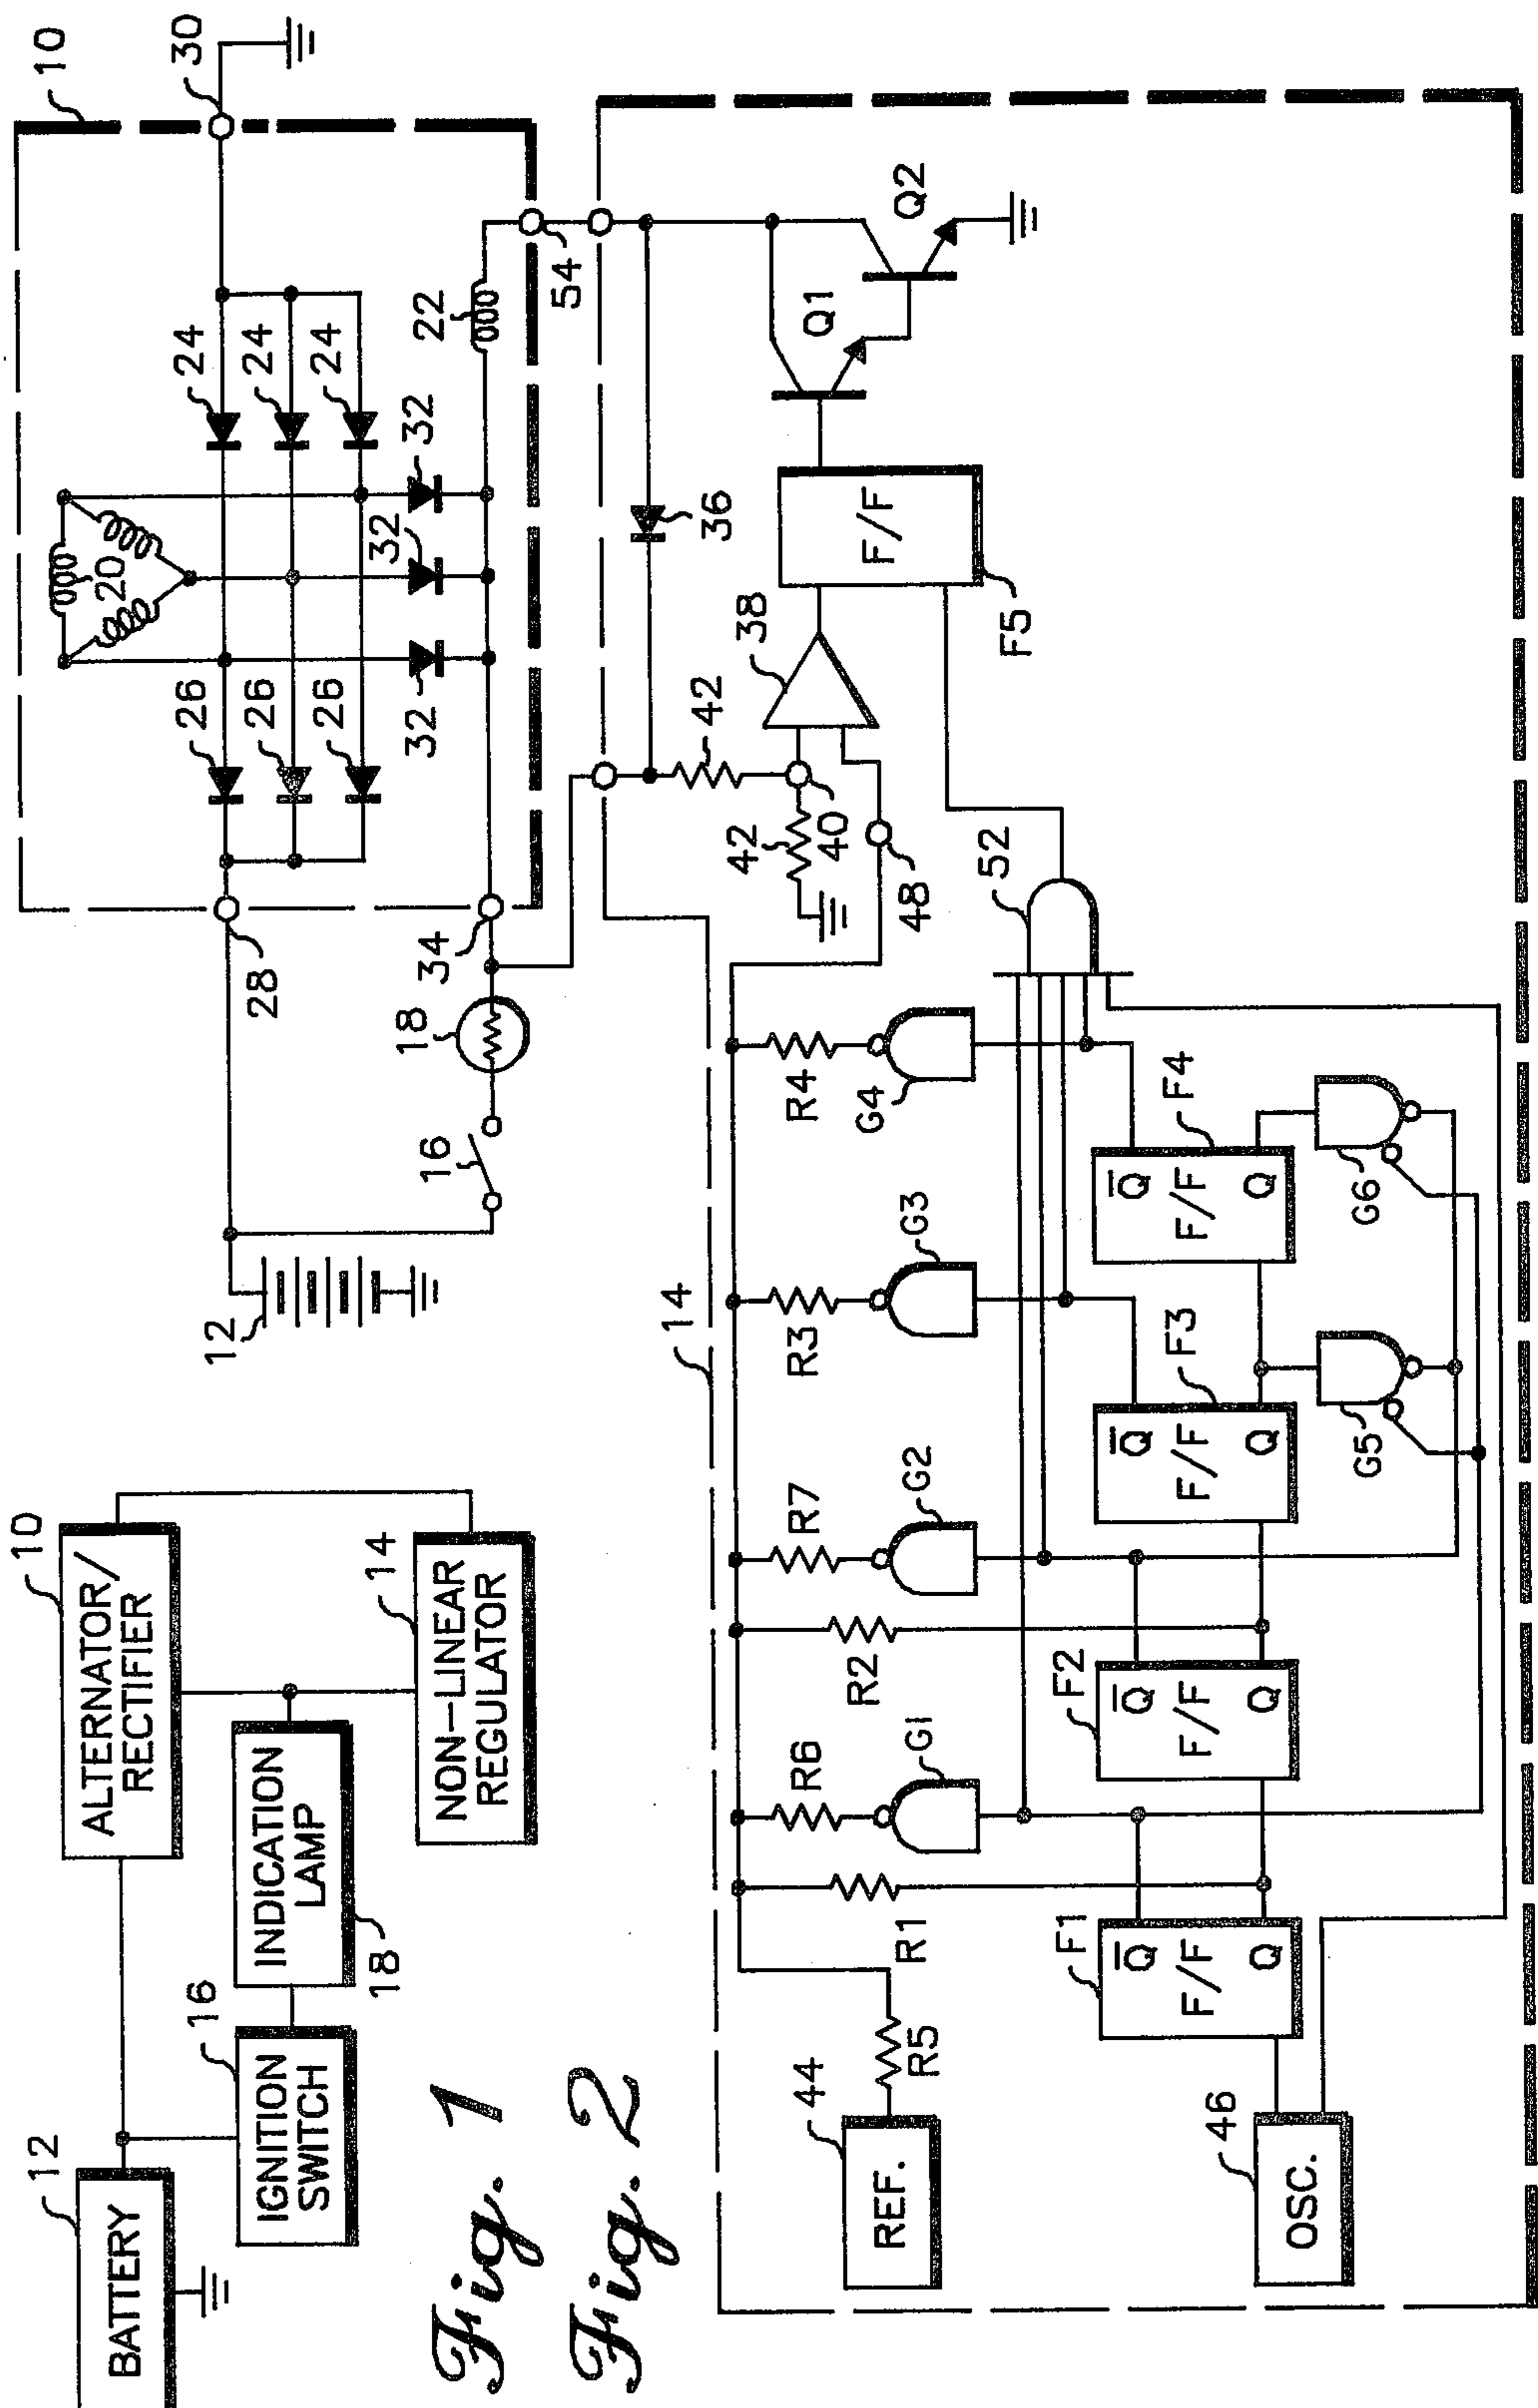 Fig. 1
12
BATTERY
10
ALTERNATOR/
RECTIFIER
16
IGNITION
SWITCH
INDICATION
LAMP
18
14
NON-LINEAR
REGULATOR
Fig. 2
10
30
28
34
12
16
18
20
26
26
26
24
24
24
32
32
32
22
54
14
36
42
42
40
38
48
F/F
F5
Q1
Q2
44
REF.
R5
R1
R6
G1
R2
R7
G2
R3
G3
R4
G4
52
46
OSC.
F1
Q̅
F/F
Q
F2
Q̅
F/F
Q
F3
Q̅
F/F
Q
F4
Q̅
F/F
Q
G5
G6